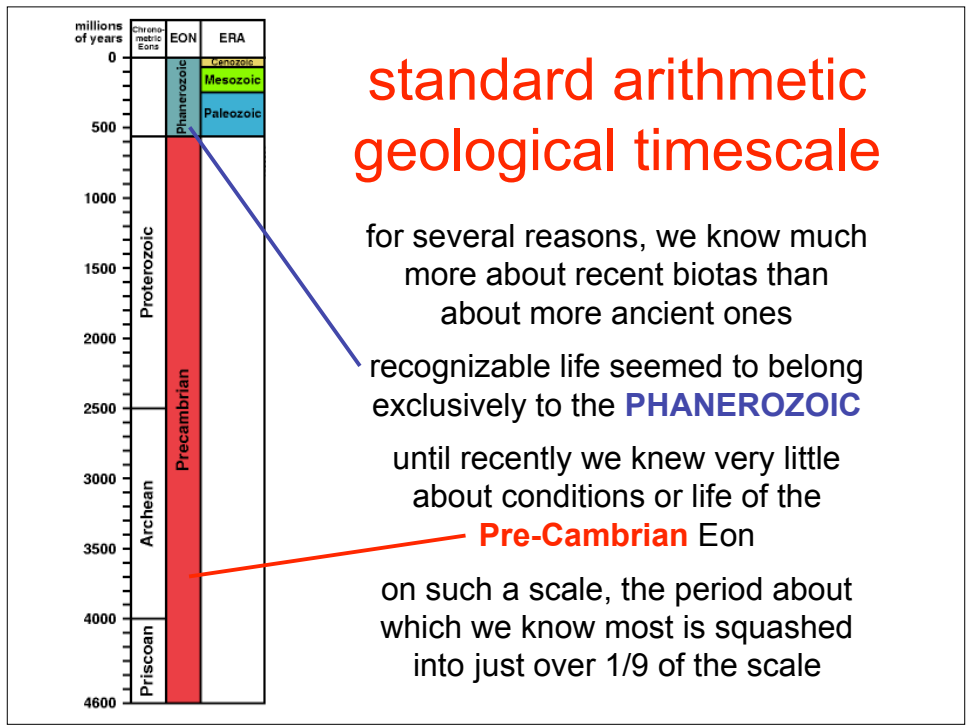 millions
of years
Chrono-
metric
Eons
EON
ERA
0
500
1000
1500
2000
2500
3000
3500
4000
4600
Proterozoic
Archean
Priscoan
Phanerozoic
Precambrian
Cenozoic
Mesozoic
Paleozoic
standard arithmetic
geological timescale
for several reasons, we know much
more about recent biotas than
about more ancient ones
recognizable life seemed to belong
exclusively to the PHANEROZOIC
until recently we knew very little
about conditions or life of the
Pre-Cambrian Eon
on such a scale, the period about
which we know most is squashed
into just over 1/9 of the scale